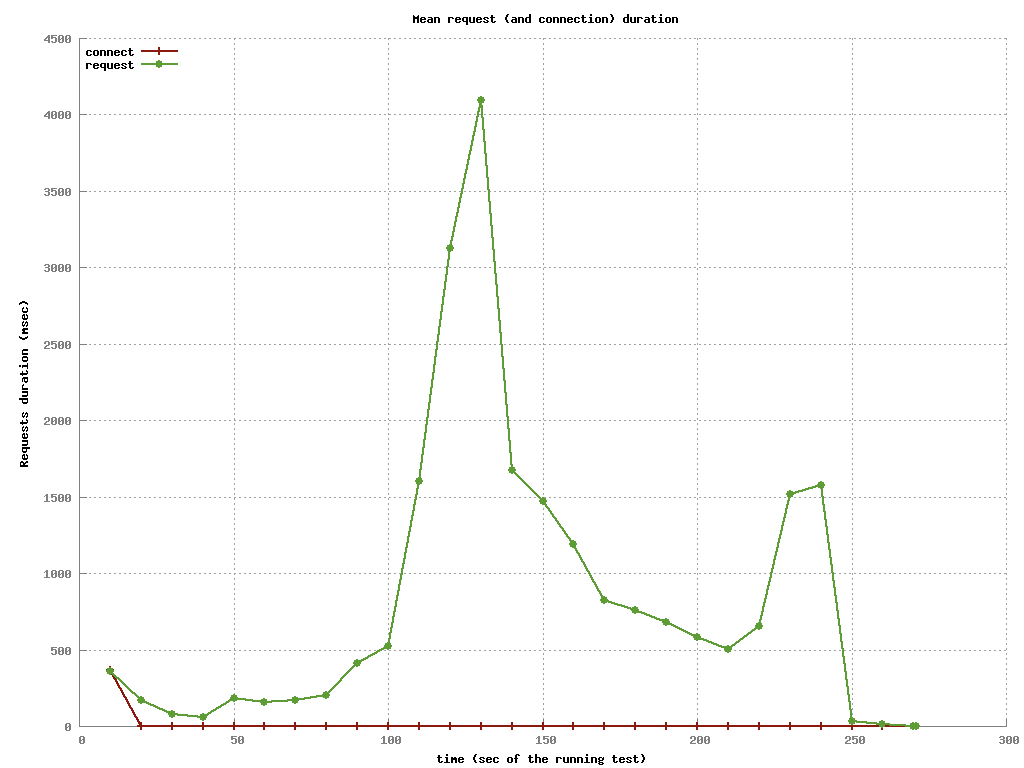 Mean request (and connection) duration
4500
connect
request
4000
3500
3000
2500
2000
1500
1000
500
0
Requests duration (msec)
0 50 100 150 200 250 300
time (sec of the running test)